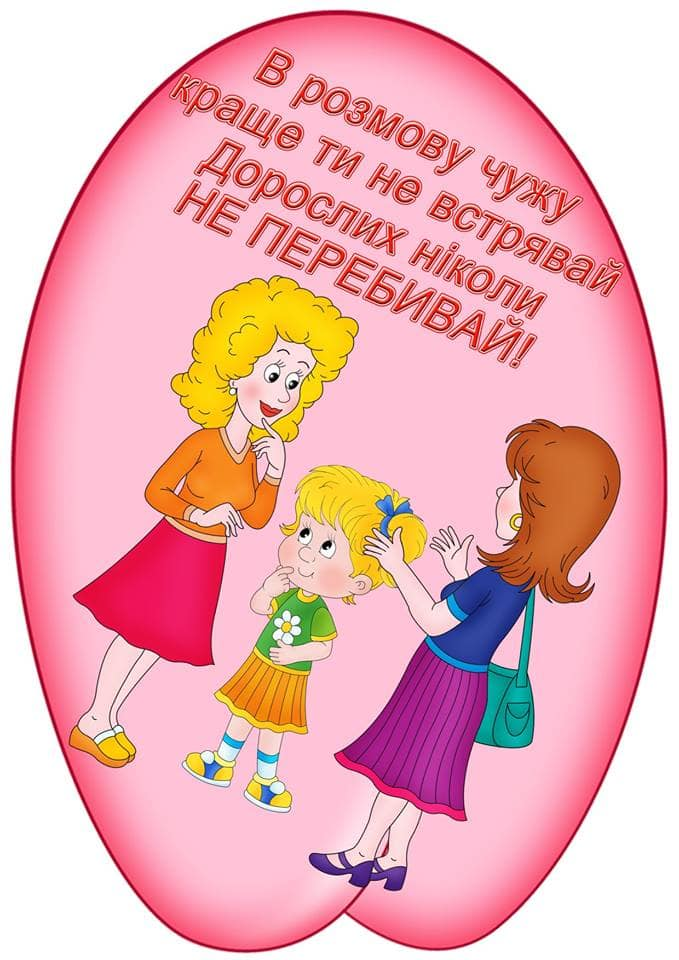 В розмову чужу
краще ти не встрявай
Дорослих ніколи
НЕ ПЕРЕБИВАЙ!